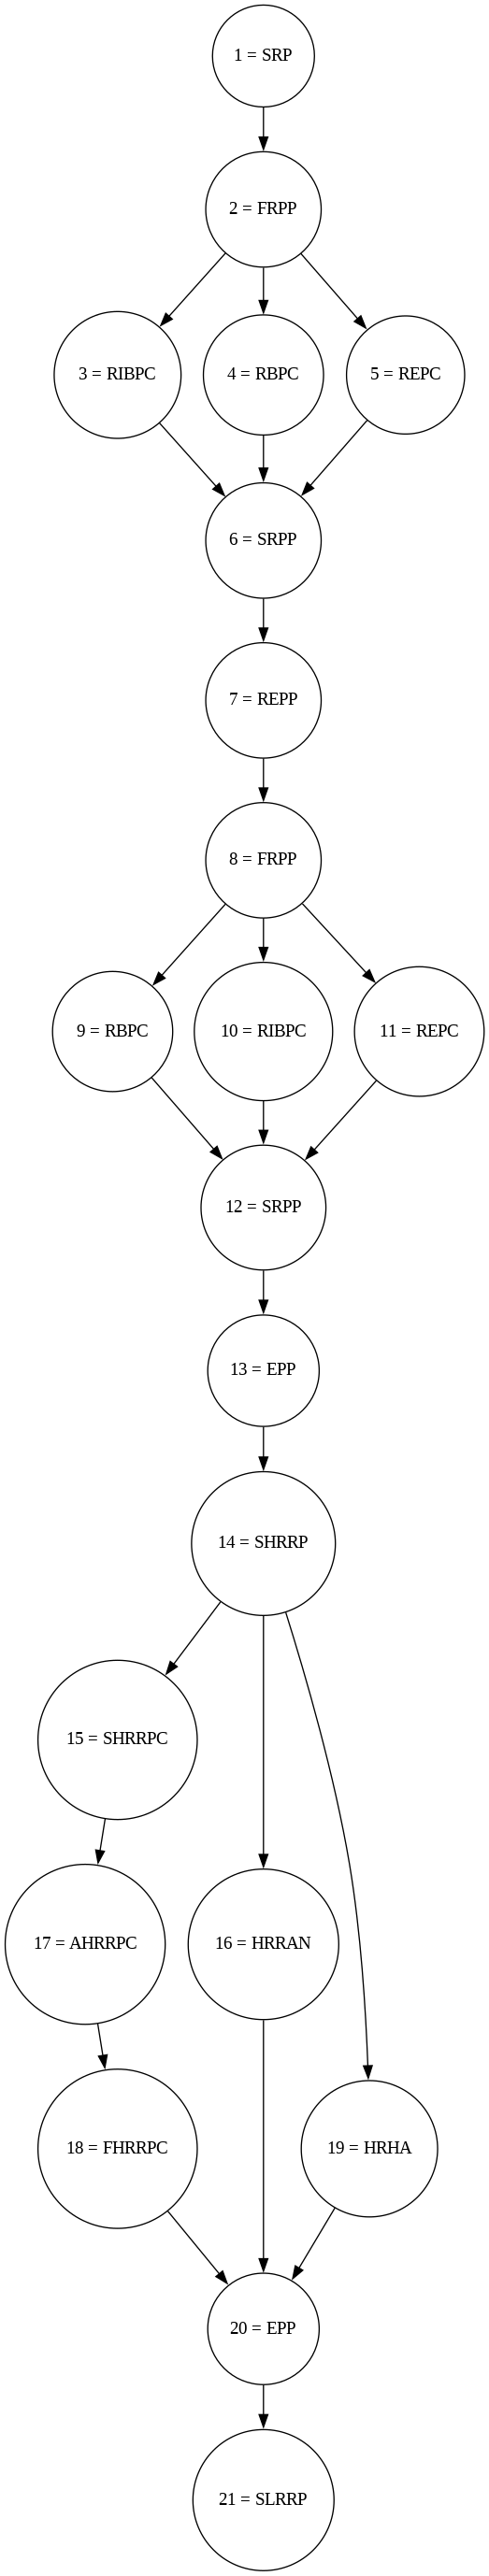 1 = SRP
2 = FRPP
3 = RIBPC
4 = RBPC
5 = REPC
6 = SRPP
7 = REPP
8 = FRPP
9 = RBPC
10 = RIBPC
11 = REPC
12 = SRPP
13 = EPP
14 = SHRRP
15 = SHRRPC
17 = AHRRPC
16 = HRRAN
18 = FHRRPC
19 = HRHA
20 = EPP
21 = SLRRP